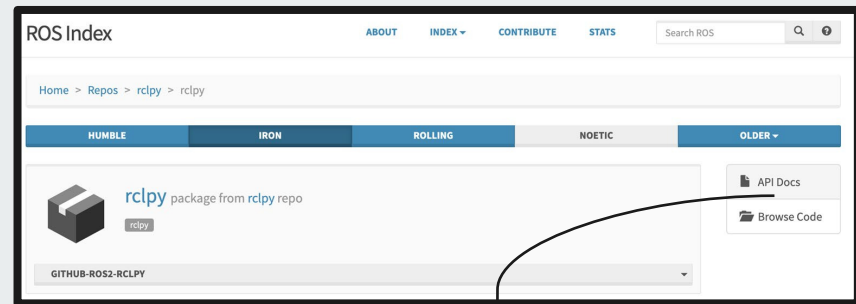 ROS Index
ABOUT INDEX CONTRIBUTE STATS Search ROS
Home > Repos > rclpy > rclpy
HUMBLE IRON ROLLING NOETIC OLDER
rclpy package from rclpy repo
rclpy
GITHUB-ROS2-RCLPY
API Docs
Browse Code